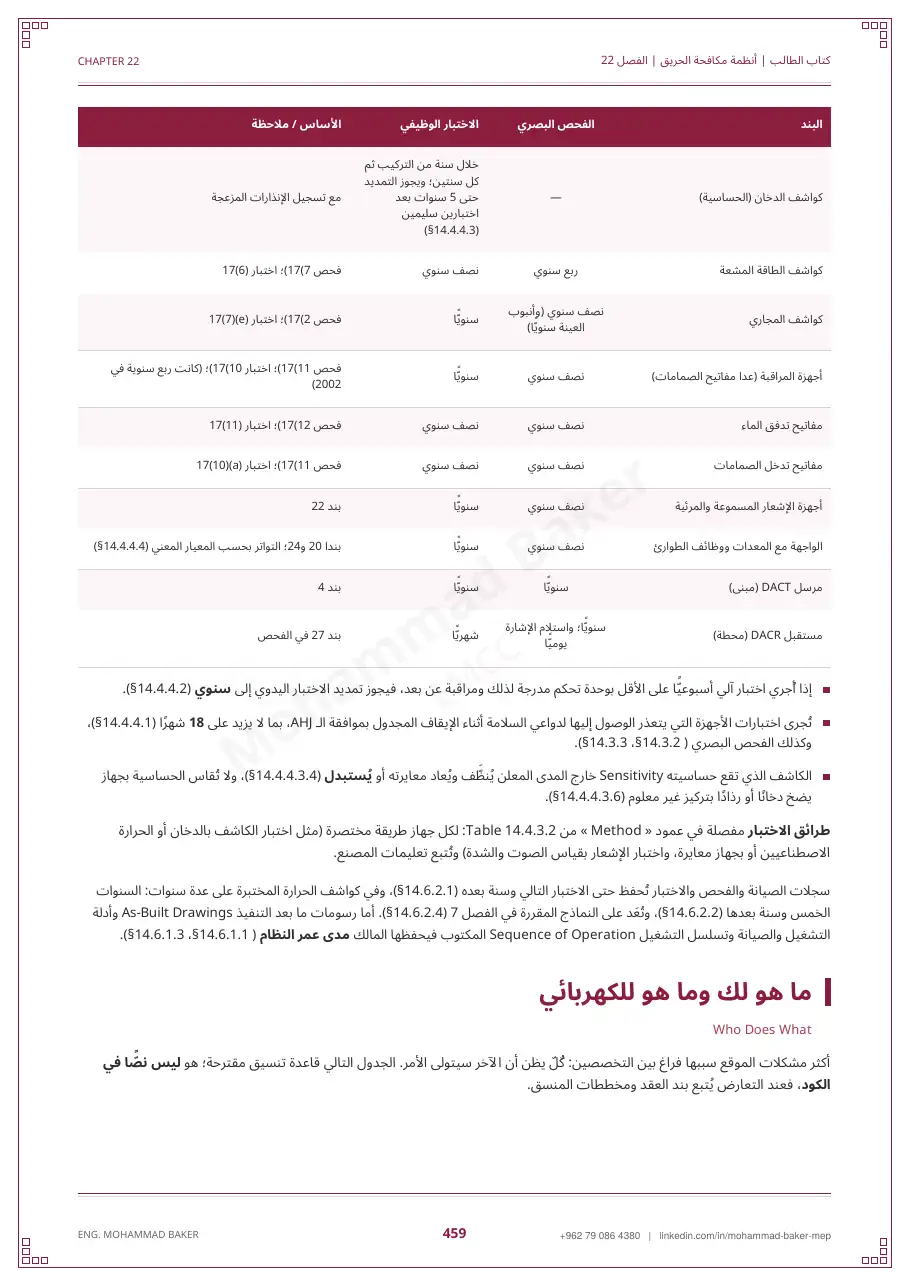 كتاب الطالب | أنظمة مكافحة الحريق | الفصل 22
CHAPTER 22
البند | الفحص البصري | الاختبار الوظيفي | الأساس / ملاحظة
كواشف الدخان (الحساسية) | — | خلال سنة من التركيب ثم كل سنتين؛ ويجوز التمديد حتى 5 سنوات بعد اختبارين سليمين (§14.4.4.3) | مع تسجيل الإنذارات المزعجة
كواشف الطاقة المشعة | ربع سنوي | نصف سنوي | فحص 17(7)؛ اختبار 17(6)
كواشف المجاري | نصف سنوي (وأنبوب العينة سنويًا) | سنويًّا | فحص 17(2)؛ اختبار 17(7)(e)
أجهزة المراقبة (عدا مفاتيح الصمامات) | نصف سنوي | سنويًّا | فحص 17(11)؛ اختبار 17(10)؛ (كانت ربع سنوية في 2002)
مفاتيح تدفق الماء | نصف سنوي | نصف سنوي | فحص 17(12)؛ اختبار 17(11)
مفاتيح تدخل الصمامات | نصف سنوي | نصف سنوي | فحص 17(11)؛ اختبار 17(10)(a)
أجهزة الإشعار المسموعة والمرئية | نصف سنوي | سنويًّا | بند 22
الواجهة مع المعدات ووظائف الطوارئ | نصف سنوي | سنويًّا | بندا 20 و24؛ التواتر بحسب المعيار المعني (§14.4.4.4)
مرسل DACT (مبنى) | سنويًّا | سنويًّا | بند 4
مستقبل DACR (محطة) | سنويًّا؛ واستلام الإشارة يوميًّا | شهريًّا | بند 27 في الفحص
إذا أُجري اختبار آلي أسبوعيًّا على الأقل بوحدة تحكم مدرجة لذلك ومراقبة عن بعد، فيجوز تمديد الاختبار اليدوي إلى سنوي (§14.4.4.2).
تُجرى اختبارات الأجهزة التي يتعذر الوصول إليها لدواعي السلامة أثناء الإيقاف المجدول بموافقة الـ AHJ، بما لا يزيد على 18 شهرًا (§14.4.4.1)،
وكذلك الفحص البصري (§14.3.2، §14.3.3).
الكاشف الذي تقع حساسيته Sensitivity خارج المدى المعلن يُنظَّف ويُعاد معايرته أو يُستبدل (§14.4.4.3.4)، ولا تُقاس الحساسية بجهاز
يضخ دخانًا أو رذاذًا بتركيز غير معلوم (§14.4.4.3.6).
طرائق الاختبار مفصلة في عمود « Method » من Table 14.4.3.2: لكل جهاز طريقة مختصرة (مثل اختبار الكاشف بالدخان أو الحرارة
الاصطناعيين أو بجهاز معايرة، واختبار الإشعار بقياس الصوت والشدة) وتُتبع تعليمات المصنع.
سجلات الصيانة والفحص والاختبار تُحفظ حتى الاختبار التالي وسنة بعده (§14.6.2.1)، وفي كواشف الحرارة المختبرة على عدة سنوات: السنوات
الخمس وسنة بعدها (§14.6.2.2)، وتُعَد على النماذج المقررة في الفصل 7 (§14.6.2.4). أما رسومات ما بعد التنفيذ As-Built Drawings وأدلة
التشغيل والصيانة وتسلسل التشغيل Sequence of Operation المكتوب فيحفظها المالك مدى عمر النظام (§14.6.1.1، §14.6.1.3).
ما هو لك وما هو للكهربائي
Who Does What
أكثر مشكلات الموقع سببها فراغ بين التخصصين: كُلّ يظن أن الآخر سيتولى الأمر. الجدول التالي قاعدة تنسيق مقترحة؛ هو ليس نصًّا في
الكود، فعند التعارض يُتبع بند العقد ومخططات المنسق.
Mohammad Baker
MCC
ENG. MOHAMMAD BAKER
459
+962 79 086 4380 | linkedin.com/in/mohammad-baker-mep